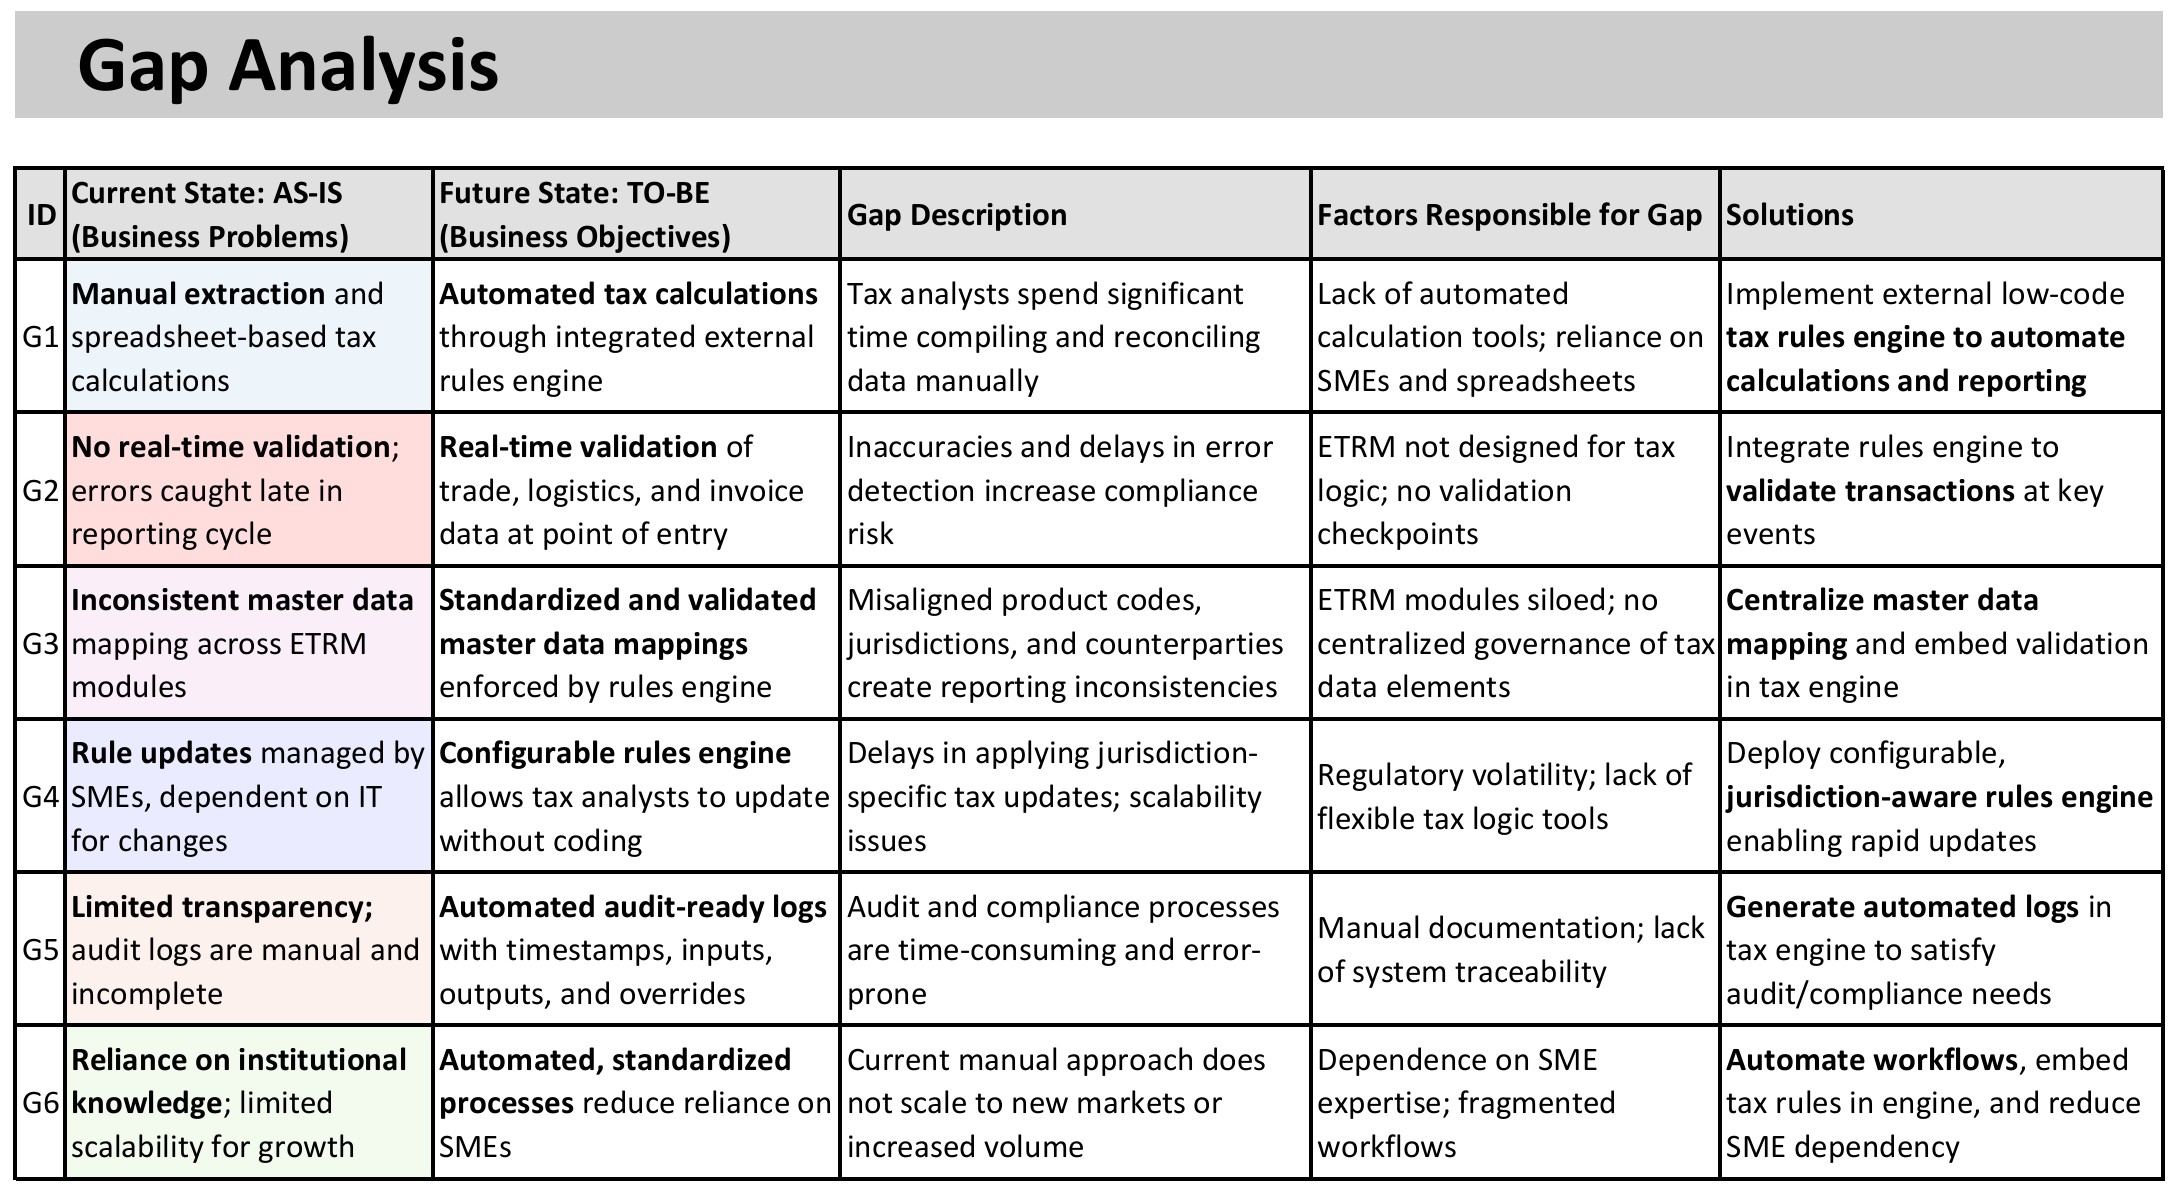 Gap Analysis
ID
Current State: AS-IS
(Business Problems)
Future State: TO-BE
(Business Objectives)
Gap Description
Factors Responsible for Gap
Solutions
G1
Manual extraction and
spreadsheet-based tax
calculations
Automated tax calculations
through integrated external
rules engine
Tax analysts spend significant
time compiling and reconciling
data manually
Lack of automated
calculation tools; reliance on
SMEs and spreadsheets
Implement external low-code
tax rules engine to automate
calculations and reporting
G2
No real-time validation;
errors caught late in
reporting cycle
Real-time validation of
trade, logistics, and invoice
data at point of entry
Inaccuracies and delays in error
detection increase compliance
risk
ETRM not designed for tax
logic; no validation
checkpoints
Integrate rules engine to
validate transactions at key
events
G3
Inconsistent master data
mapping across ETRM
modules
Standardized and validated
master data mappings
enforced by rules engine
Misaligned product codes,
jurisdictions, and counterparties
create reporting inconsistencies
ETRM modules siloed; no
centralized governance of tax
data elements
Centralize master data
mapping and embed validation
in tax engine
G4
Rule updates managed by
SMEs, dependent on IT
for changes
Configurable rules engine
allows tax analysts to update
without coding
Delays in applying jurisdiction-
specific tax updates; scalability
issues
Regulatory volatility; lack of
flexible tax logic tools
Deploy configurable,
jurisdiction-aware rules engine
enabling rapid updates
G5
Limited transparency;
audit logs are manual and
incomplete
Automated audit-ready logs
with timestamps, inputs,
outputs, and overrides
Audit and compliance processes
are time-consuming and error-
prone
Manual documentation; lack
of system traceability
Generate automated logs in
tax engine to satisfy
audit/compliance needs
G6
Reliance on institutional
knowledge; limited
scalability for growth
Automated, standardized
processes reduce reliance on
SMEs
Current manual approach does
not scale to new markets or
increased volume
Dependence on SME
expertise; fragmented
workflows
Automate workflows, embed
tax rules in engine, and reduce
SME dependency